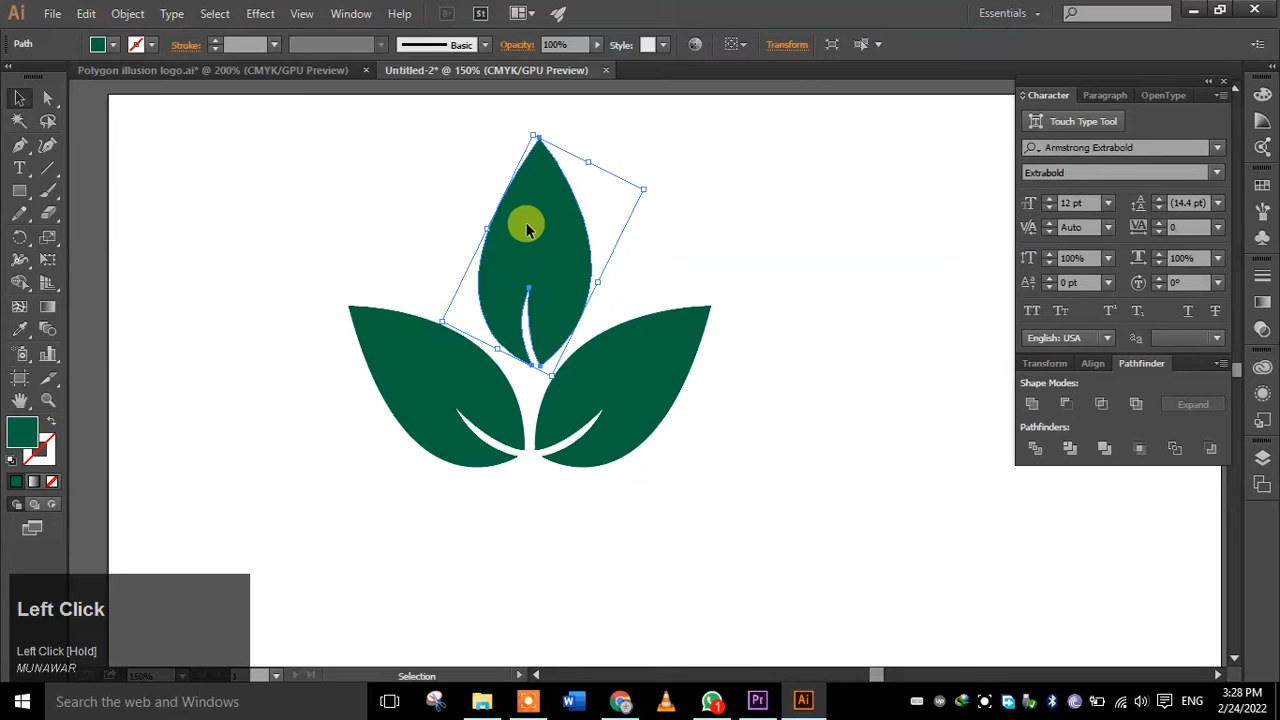 Ai File Edit Object Type Select Effect View Window Help Br St Essentials
Path Stroke: Basic Opacity: 100% Style: Transform
Polygon illusion logo.ai* @ 200% (CMYK/GPU Preview) × Untitled-2* @ 150% (CMYK/GPU Preview) ×
Character Paragraph OpenType
Touch Type Tool
Armstrong Extrabold
Extrabold
12 pt (14.4 pt
Auto 0
100% 100%
0 pt 0°
English: USA
Transform Align Pathfinder
Shape Modes:
Expand
Pathfinders:
Left Click
Left Click [Hold]
MUNAWAR
150% 1 Selection
Search the web and Windows
ENG
3:28 PM
2/24/2022